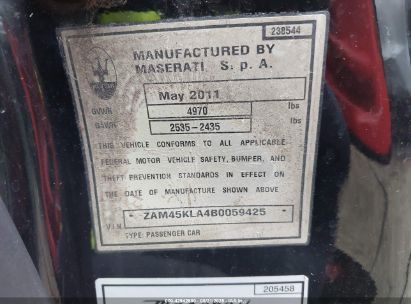 238544
MANUFACTURED BY
MASERATI S. p. A.
May 2011
GVWR 4970 lbs
GAWR 2535-2435 lbs
THIS VEHICLE CONFORMS TO ALL APPLICABLE
FEDERAL MOTOR VEHICLE SAFETY, BUMPER, AND
THEFT PREVENTION STANDARDS IN EFFECT ON
THE DATE OF MANUFACTURE SHOWN ABOVE
V.I.N. - ZAM45KLA4B0059425 -
TYPE: PASSENGER CAR
205458